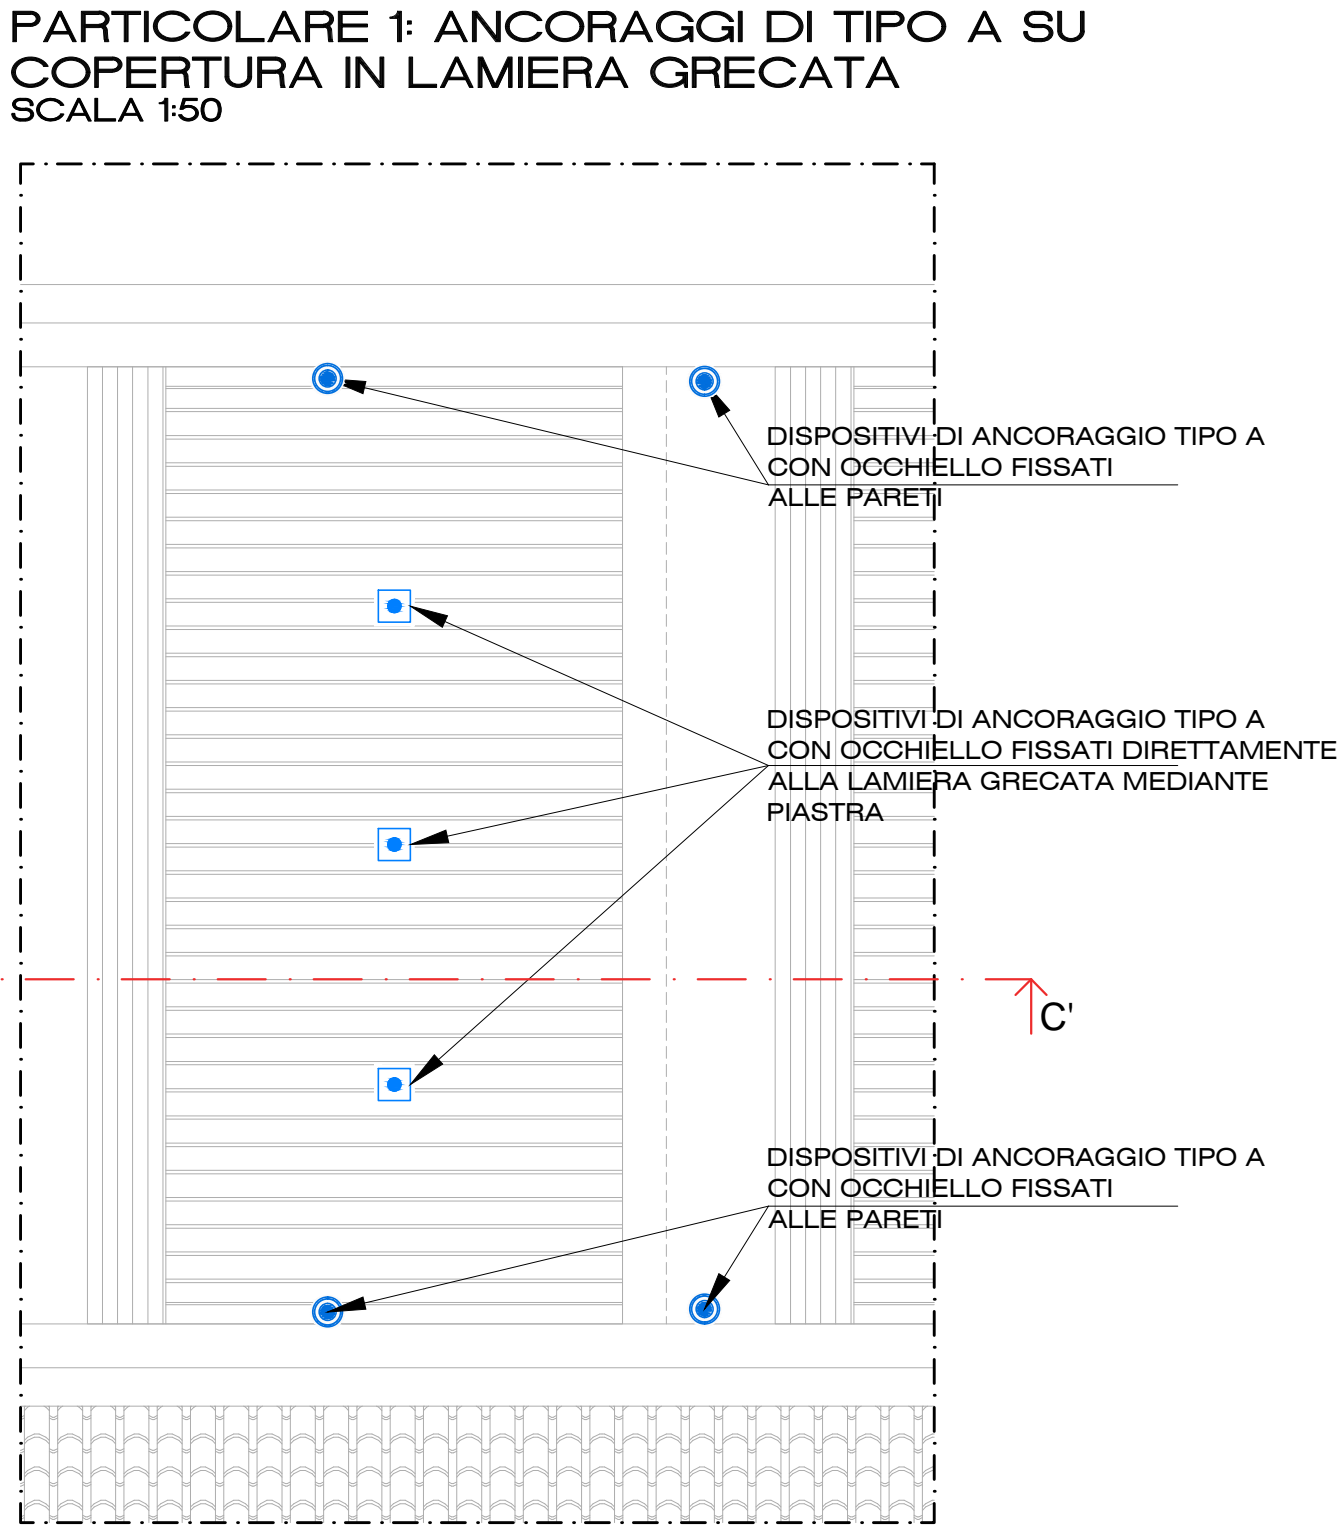 PARTICOLARE 1: ANCORAGGI DI TIPO A SU
COPERTURA IN LAMIERA GRECATA
SCALA 1:50
DISPOSITIVI DI ANCORAGGIO TIPO A
CON OCCHIELLO FISSATI
ALLE PARETI
DISPOSITIVI DI ANCORAGGIO TIPO A
CON OCCHIELLO FISSATI DIRETTAMENTE
ALLA LAMIERA GRECATA MEDIANTE
PIASTRA
C'
DISPOSITIVI DI ANCORAGGIO TIPO A
CON OCCHIELLO FISSATI
ALLE PARETI